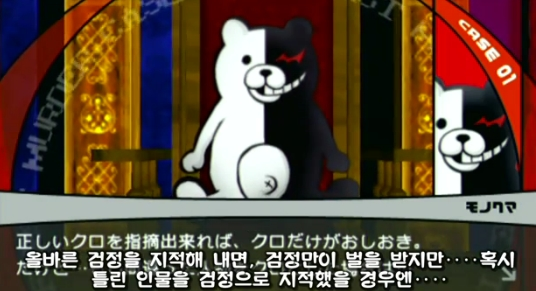 CASE 01
モノクマ
正しいクロを指摘出来れば、クロだけがおしおき。
올바른 검정을 지적해 내면, 검정만이 벌을 받지만‥‥혹시
틀린 인물을 검정으로 지적했을 경우엔‥‥